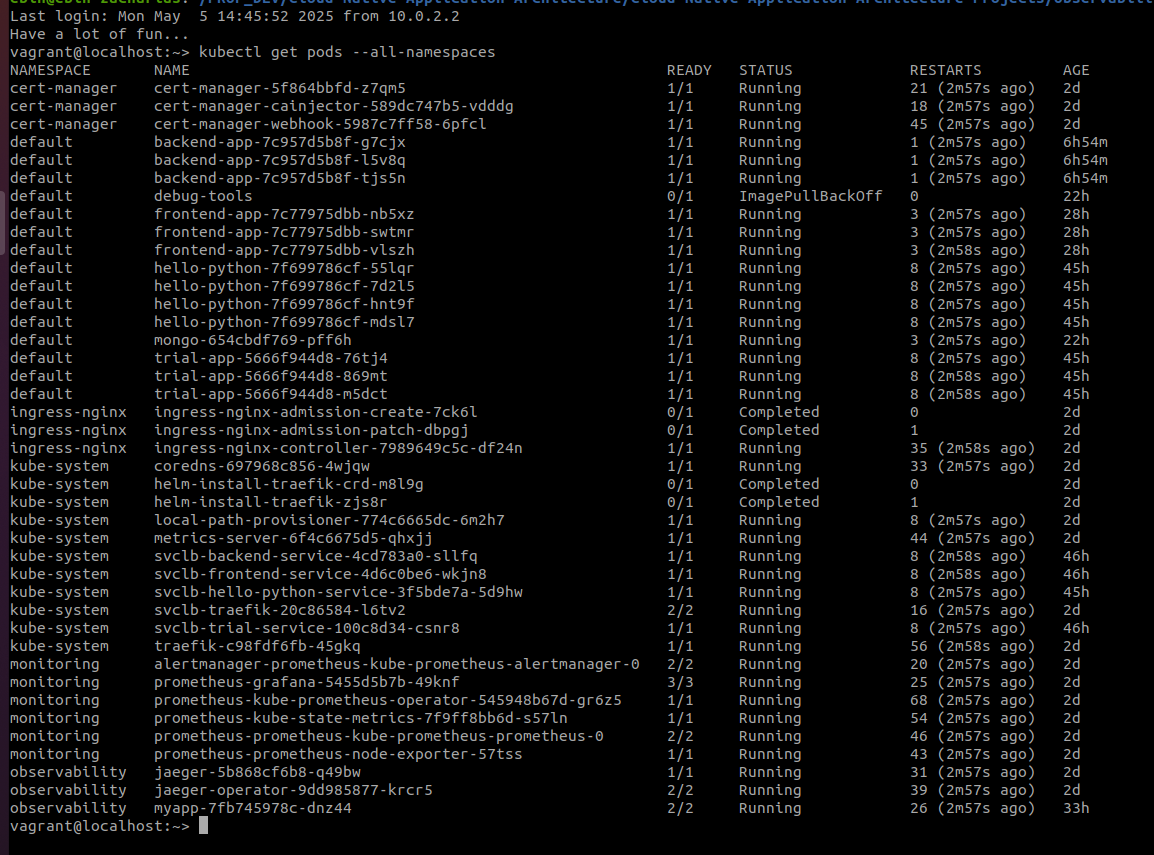 Last login: Mon May  5 14:45:52 2025 from 10.0.2.2
Have a lot of fun...
vagrant@localhost:~> kubectl get pods --all-namespaces
NAMESPACE       NAME                                                     READY   STATUS             RESTARTS         AGE
cert-manager    cert-manager-5f864bbfd-z7qm5                             1/1     Running            21 (2m57s ago)   2d
cert-manager    cert-manager-cainjector-589dc747b5-vdddg                 1/1     Running            18 (2m57s ago)   2d
cert-manager    cert-manager-webhook-5987c7ff58-6pfcl                    1/1     Running            45 (2m57s ago)   2d
default         backend-app-7c957d5b8f-g7cjx                             1/1     Running            1 (2m57s ago)    6h54m
default         backend-app-7c957d5b8f-l5v8q                             1/1     Running            1 (2m57s ago)    6h54m
default         backend-app-7c957d5b8f-tjs5n                             1/1     Running            1 (2m57s ago)    6h54m
default         debug-tools                                              0/1     ImagePullBackOff   0                22h
default         frontend-app-7c77975dbb-nb5xz                            1/1     Running            3 (2m57s ago)    28h
default         frontend-app-7c77975dbb-swtmr                            1/1     Running            3 (2m57s ago)    28h
default         frontend-app-7c77975dbb-vlszh                            1/1     Running            3 (2m58s ago)    28h
default         hello-python-7f699786cf-55lqr                            1/1     Running            8 (2m57s ago)    45h
default         hello-python-7f699786cf-7d2l5                            1/1     Running            8 (2m57s ago)    45h
default         hello-python-7f699786cf-hnt9f                            1/1     Running            8 (2m57s ago)    45h
default         hello-python-7f699786cf-mdsl7                            1/1     Running            8 (2m57s ago)    45h
default         mongo-654cbdf769-pff6h                                   1/1     Running            3 (2m57s ago)    22h
default         trial-app-5666f944d8-76tj4                               1/1     Running            8 (2m57s ago)    45h
default         trial-app-5666f944d8-869mt                               1/1     Running            8 (2m58s ago)    45h
default         trial-app-5666f944d8-m5dct                               1/1     Running            8 (2m58s ago)    45h
ingress-nginx   ingress-nginx-admission-create-7ck6l                     0/1     Completed          0                2d
ingress-nginx   ingress-nginx-admission-patch-dbpgj                      0/1     Completed          1                2d
ingress-nginx   ingress-nginx-controller-7989649c5c-df24n                1/1     Running            35 (2m58s ago)   2d
kube-system     coredns-697968c856-4wjqw                                 1/1     Running            33 (2m57s ago)   2d
kube-system     helm-install-traefik-crd-m8l9g                           0/1     Completed          0                2d
kube-system     helm-install-traefik-zjs8r                               0/1     Completed          1                2d
kube-system     local-path-provisioner-774c6665dc-6m2h7                  1/1     Running            8 (2m57s ago)    2d
kube-system     metrics-server-6f4c6675d5-qhxjj                          1/1     Running            44 (2m57s ago)   2d
kube-system     svclb-backend-service-4cd783a0-sllfq                     1/1     Running            8 (2m58s ago)    46h
kube-system     svclb-frontend-service-4d6c0be6-wkjn8                    1/1     Running            8 (2m58s ago)    46h
kube-system     svclb-hello-python-service-3f5bde7a-5d9hw                1/1     Running            8 (2m57s ago)    45h
kube-system     svclb-traefik-20c86584-l6tv2                             2/2     Running            16 (2m57s ago)   2d
kube-system     svclb-trial-service-100c8d34-csnr8                       1/1     Running            8 (2m57s ago)    46h
kube-system     traefik-c98fdf6fb-45gkq                                  1/1     Running            56 (2m58s ago)   2d
monitoring      alertmanager-prometheus-kube-prometheus-alertmanager-0   2/2     Running            20 (2m57s ago)   2d
monitoring      prometheus-grafana-5455d5b7b-49knf                       3/3     Running            25 (2m57s ago)   2d
monitoring      prometheus-kube-prometheus-operator-545948b67d-gr6z5     1/1     Running            68 (2m57s ago)   2d
monitoring      prometheus-kube-state-metrics-7f9ff8bb6d-s57ln           1/1     Running            54 (2m57s ago)   2d
monitoring      prometheus-prometheus-kube-prometheus-prometheus-0       2/2     Running            46 (2m57s ago)   2d
monitoring      prometheus-prometheus-node-exporter-57tss                1/1     Running            43 (2m57s ago)   2d
observability   jaeger-5b868cf6b8-q49bw                                  1/1     Running            31 (2m57s ago)   2d
observability   jaeger-operator-9dd985877-krcr5                          2/2     Running            39 (2m57s ago)   2d
observability   myapp-7fb745978c-dnz44                                   2/2     Running            26 (2m57s ago)   33h
vagrant@localhost:~>